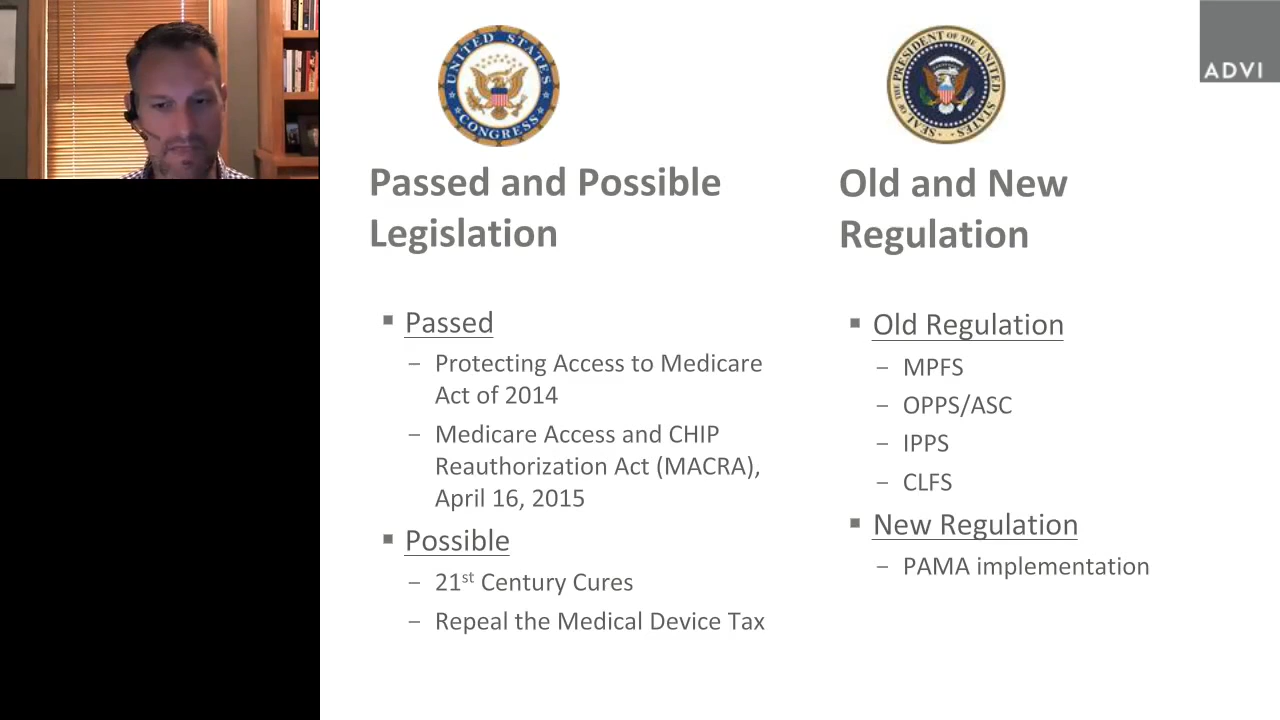 UNITED STATES
CONGRESS
SEAL OF THE PRESIDENT OF THE UNITED STATES
ADVI
Passed and Possible
Legislation
▪ Passed
– Protecting Access to Medicare
Act of 2014
– Medicare Access and CHIP
Reauthorization Act (MACRA),
April 16, 2015
▪ Possible
– 21st Century Cures
– Repeal the Medical Device Tax
Old and New
Regulation
▪ Old Regulation
– MPFS
– OPPS/ASC
– IPPS
– CLFS
▪ New Regulation
– PAMA implementation